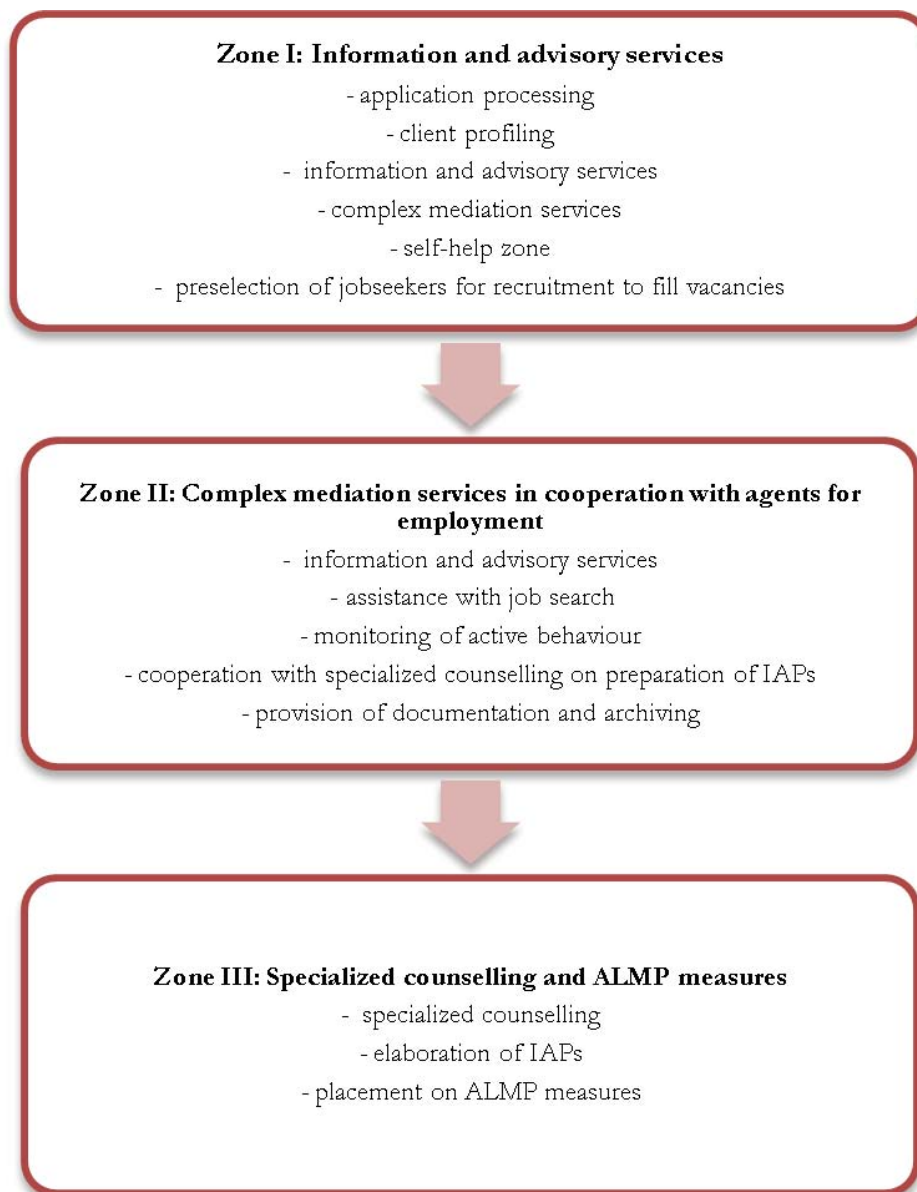 Zone I: Information and advisory services
- application processing
- client profiling
- information and advisory services
- complex mediation services
- self-help zone
- preselection of jobseekers for recruitment to fill vacancies
Zone II: Complex mediation services in cooperation with agents for
employment
- information and advisory services
- assistance with job search
- monitoring of active behaviour
- cooperation with specialized counselling on preparation of IAPs
- provision of documentation and archiving
Zone III: Specialized counselling and ALMP measures
- specialized counselling
- elaboration of IAPs
- placement on ALMP measures